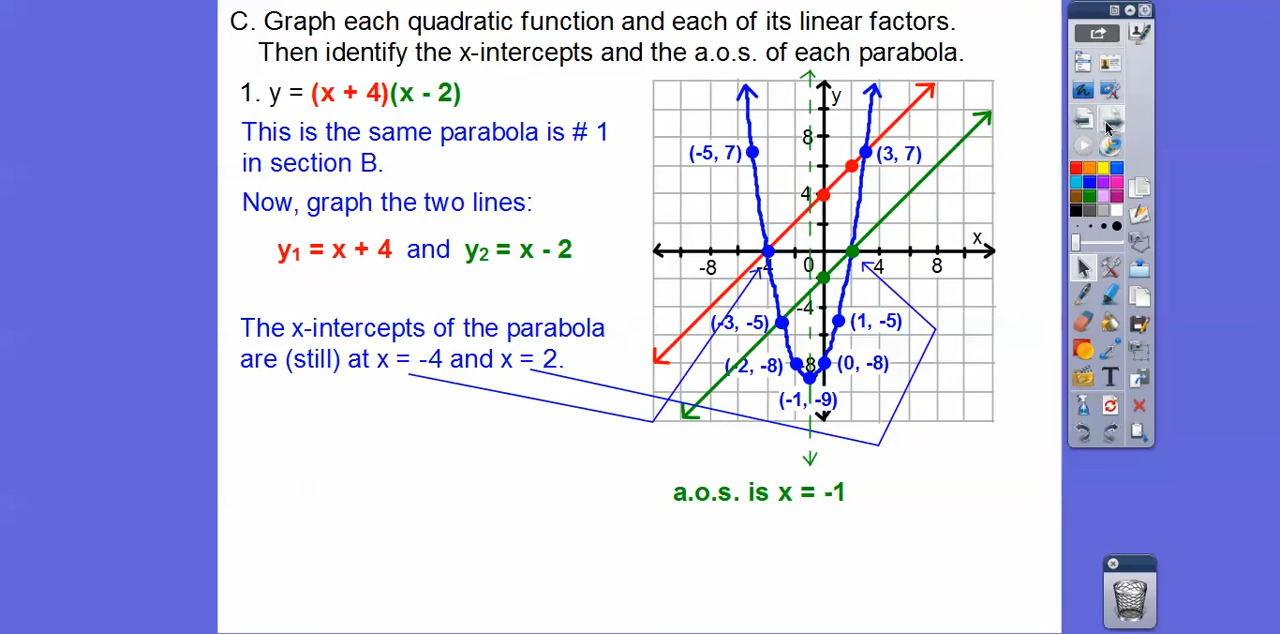 C. Graph each quadratic function and each of its linear factors.
Then identify the x-intercepts and the a.o.s. of each parabola.
1. y = (x + 4)(x - 2)
This is the same parabola is # 1
in section B.
Now, graph the two lines:
y₁ = x + 4 and y₂ = x - 2
The x-intercepts of the parabola
are (still) at x = -4 and x = 2.
y
8
(-5, 7)
(3, 7)
4
x
-8
-4
0
4
8
-4
(-3, -5)
(1, -5)
(-2, -8)
-8
(0, -8)
(-1, -9)
a.o.s. is x = -1
T